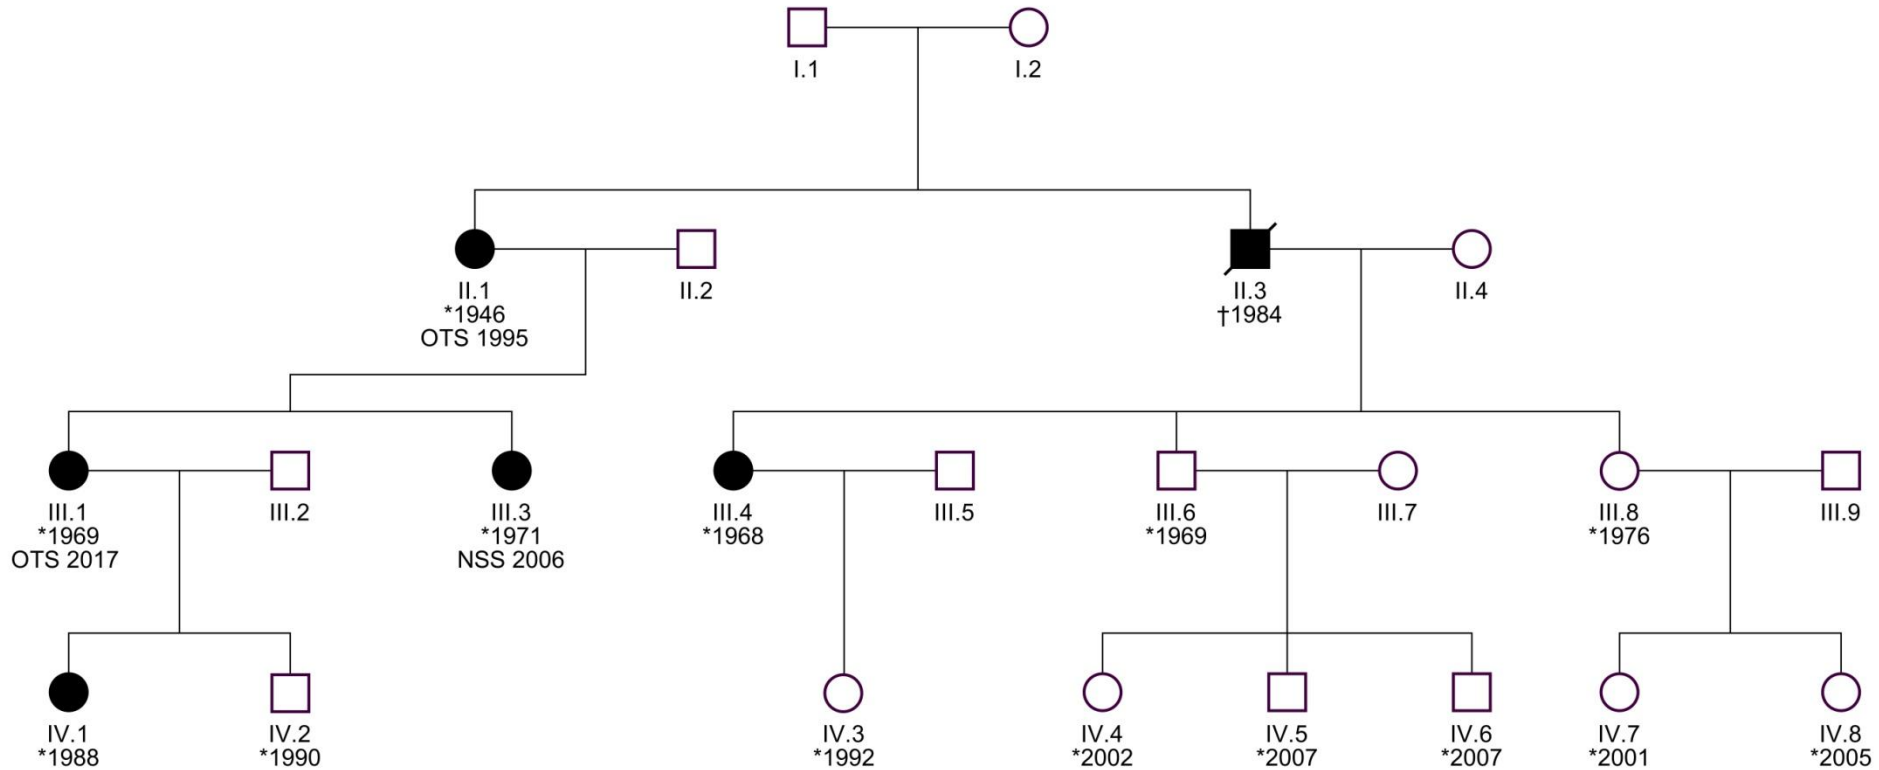 I.1
I.2
II.1
*1946
OTS 1995
II.2
II.3
†1984
II.4
III.1
*1969
OTS 2017
III.2
III.3
*1971
NSS 2006
III.4
*1968
III.5
III.6
*1969
III.7
III.8
*1976
III.9
IV.1
*1988
IV.2
*1990
IV.3
*1992
IV.4
*2002
IV.5
*2007
IV.6
*2007
IV.7
*2001
IV.8
*2005